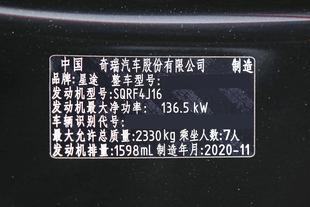 中国 奇瑞汽车股份有限公司 制造
品牌:星途 整车型号:
发动机型号:SQRF4J16
发动机最大净功率: 136.5 kW
车辆识别代号:
最大允许总质量:2330kg 乘坐人数:7人
发动机排量:1598mL 制造年月:2020-11